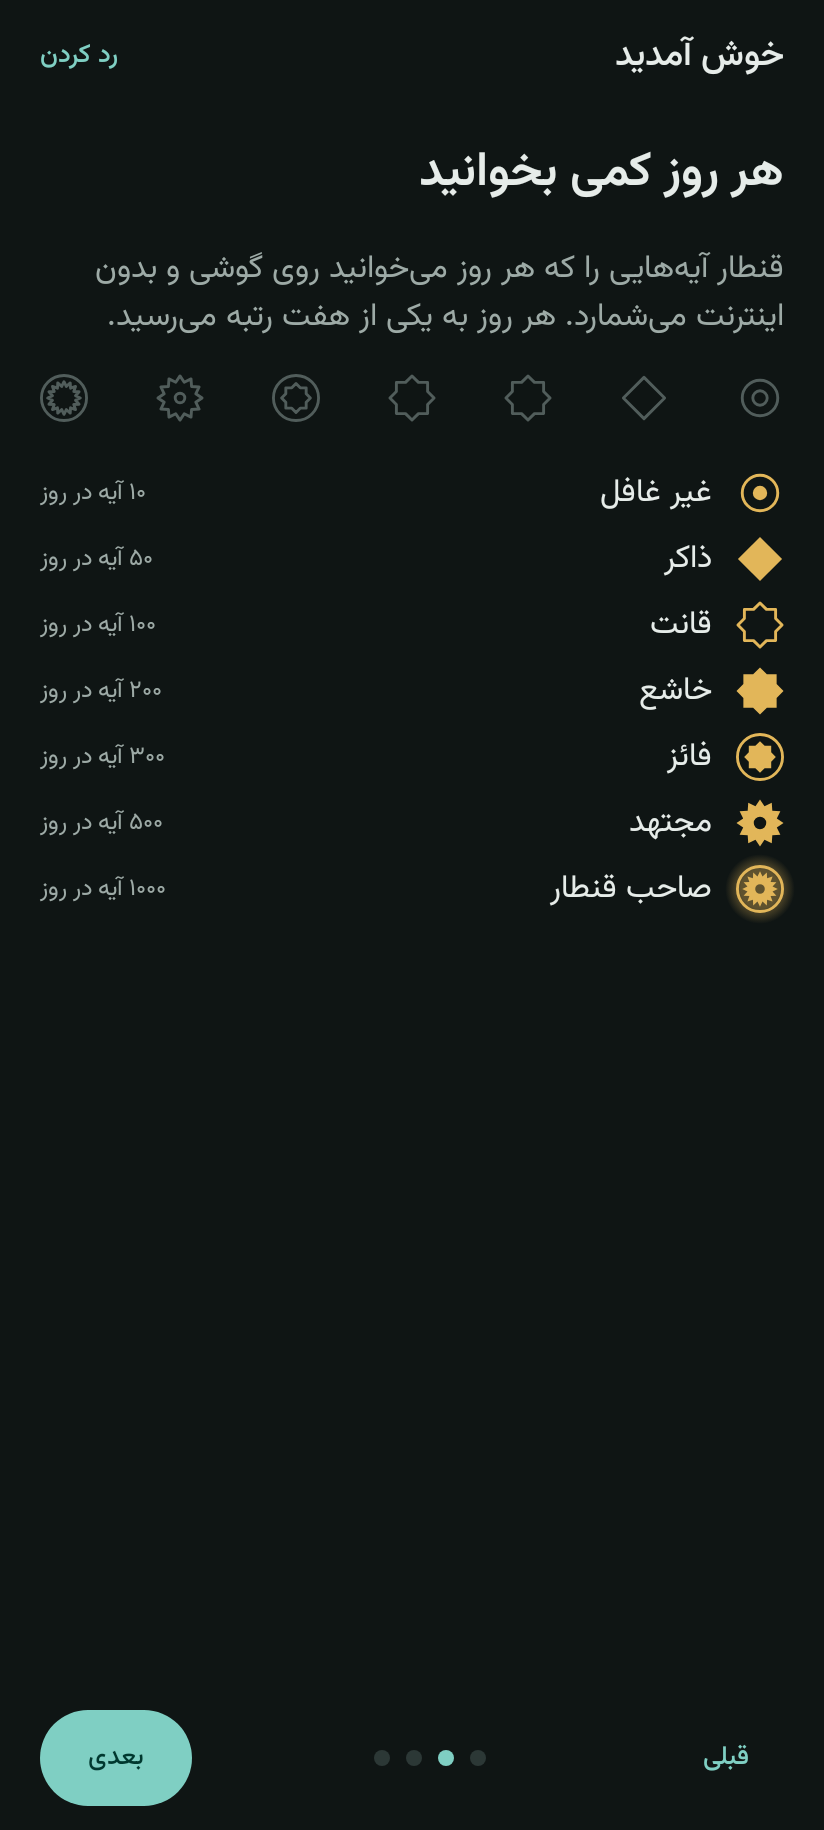 خوش آمدید
رد کردن
هر روز کمی بخوانید
قنطار آیه‌هایی را که هر روز می‌خوانید روی گوشی و بدون
اینترنت می‌شمارد. هر روز به یکی از هفت رتبه می‌رسید.
غیر غافل
۱۰ آیه در روز
ذاکر
۵۰ آیه در روز
قانت
۱۰۰ آیه در روز
خاشع
۲۰۰ آیه در روز
فائز
۳۰۰ آیه در روز
مجتهد
۵۰۰ آیه در روز
صاحب قنطار
۱۰۰۰ آیه در روز
قبلی
بعدی